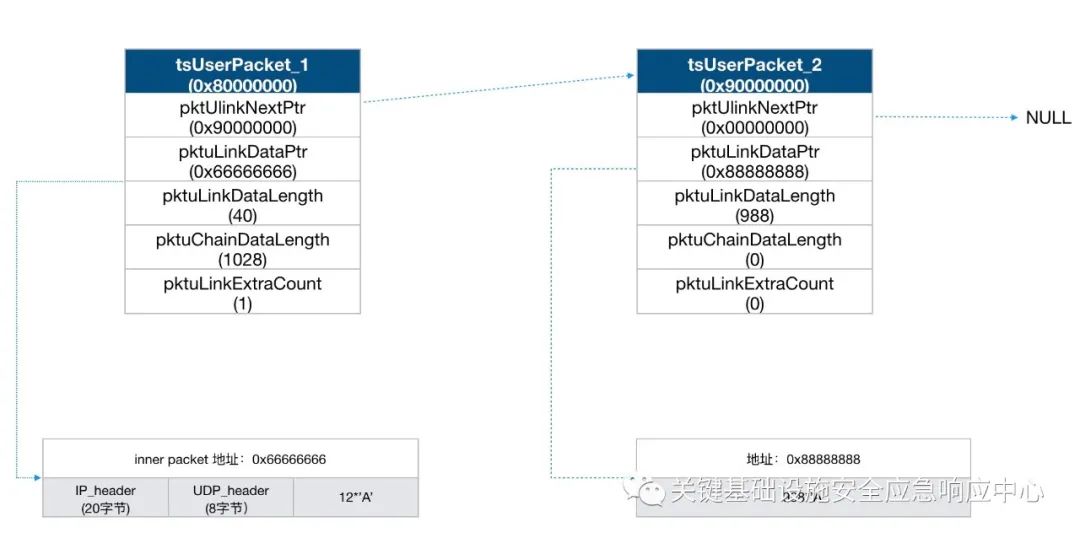 tsUserPacket_1
(0x80000000)
pktUlinkNextPtr
(0x90000000)
pktuLinkDataPtr
(0x66666666)
pktuLinkDataLength
(40)
pktuChainDataLength
(1028)
pktuLinkExtraCount
(1)
tsUserPacket_2
(0x90000000)
pktUlinkNextPtr
(0x00000000)
pktuLinkDataPtr
(0x88888888)
pktuLinkDataLength
(988)
pktuChainDataLength
(0)
pktuLinkExtraCount
(0)
NULL
inner packet 地址：0x66666666
IP_header
(20字节)
UDP_header
(8字节)
12*'A'
地址：0x88888888
关键基础设施安全应急响应中心